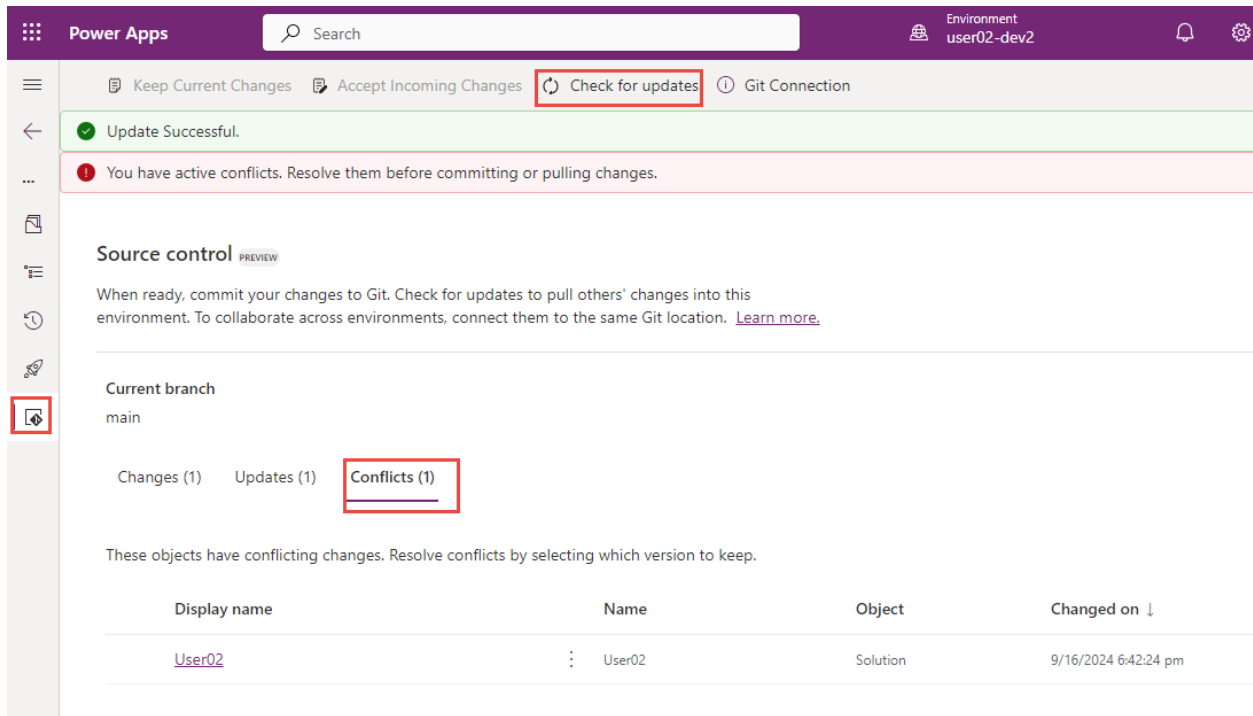 Power Apps
Search
Environment
user02-dev2
Keep Current Changes
Accept Incoming Changes
Check for updates
Git Connection
Update Successful.
You have active conflicts. Resolve them before committing or pulling changes.
Source control PREVIEW
When ready, commit your changes to Git. Check for updates to pull others' changes into this
environment. To collaborate across environments, connect them to the same Git location. Learn more.
Current branch
main
Changes (1) Updates (1) Conflicts (1)
These objects have conflicting changes. Resolve conflicts by selecting which version to keep.
Display name Name Object Changed on ↓
User02 User02 Solution 9/16/2024 6:42:24 pm